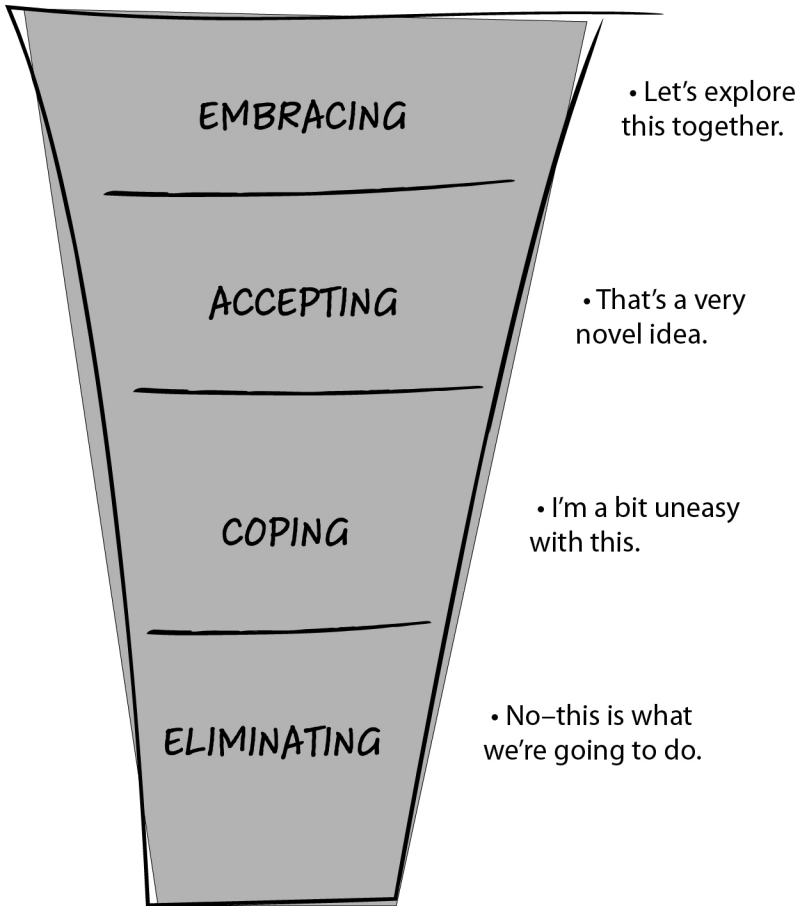 EMBRACING
• Let’s explore
this together.
ACCEPTING
• That’s a very
novel idea.
COPING
• I’m a bit uneasy
with this.
ELIMINATING
• No–this is what
we’re going to do.